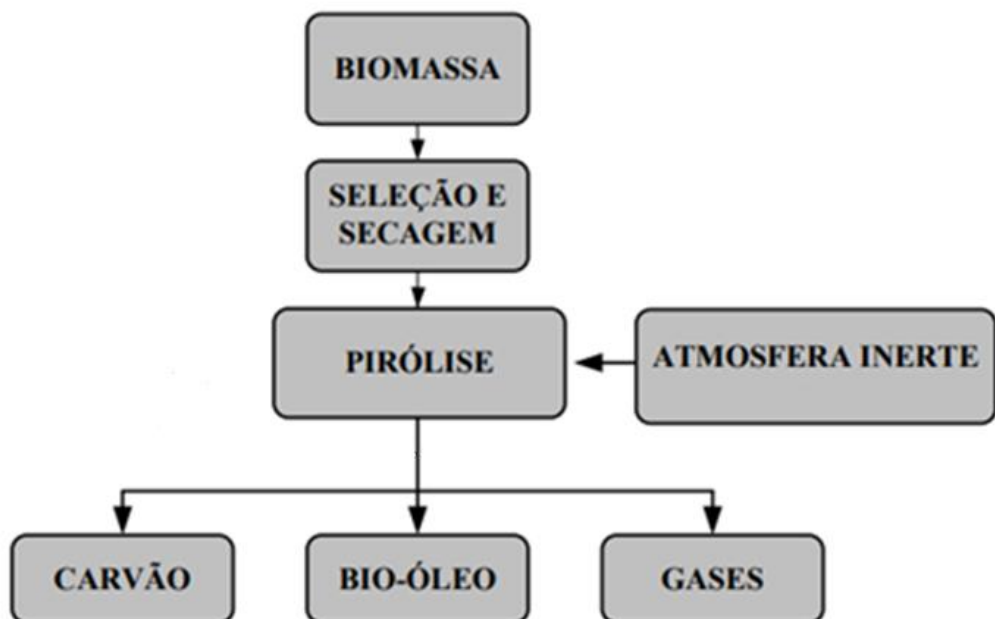 BIOMASSA
SELEÇÃO E
SECAGEM
PIRÓLISE
ATMOSFERA INERTE
CARVÃO
BIO-ÓLEO
GASES